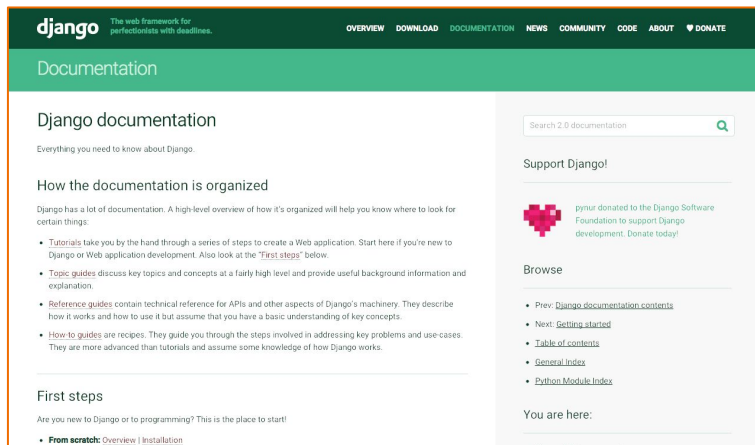 django
The web framework for
perfectionists with deadlines.
OVERVIEW DOWNLOAD DOCUMENTATION NEWS COMMUNITY CODE ABOUT ♥ DONATE
Documentation
Django documentation
Everything you need to know about Django.
How the documentation is organized
Django has a lot of documentation. A high-level overview of how it's organized will help you know where to look for
certain things:
• Tutorials take you by the hand through a series of steps to create a Web application. Start here if you're new to
Django or Web application development. Also look at the "First steps" below.
• Topic guides discuss key topics and concepts at a fairly high level and provide useful background information and
explanation.
• Reference guides contain technical reference for APIs and other aspects of Django's machinery. They describe
how it works and how to use it but assume that you have a basic understanding of key concepts.
• How-to guides are recipes. They guide you through the steps involved in addressing key problems and use-cases.
They are more advanced than tutorials and assume some knowledge of how Django works.
First steps
Are you new to Django or to programming? This is the place to start!
• From scratch: Overview | Installation
Search 2.0 documentation
Support Django!
pynur donated to the Django Software
Foundation to support Django
development. Donate today!
Browse
• Prev: Django documentation contents
• Next: Getting started
• Table of contents
• General Index
• Python Module Index
You are here: